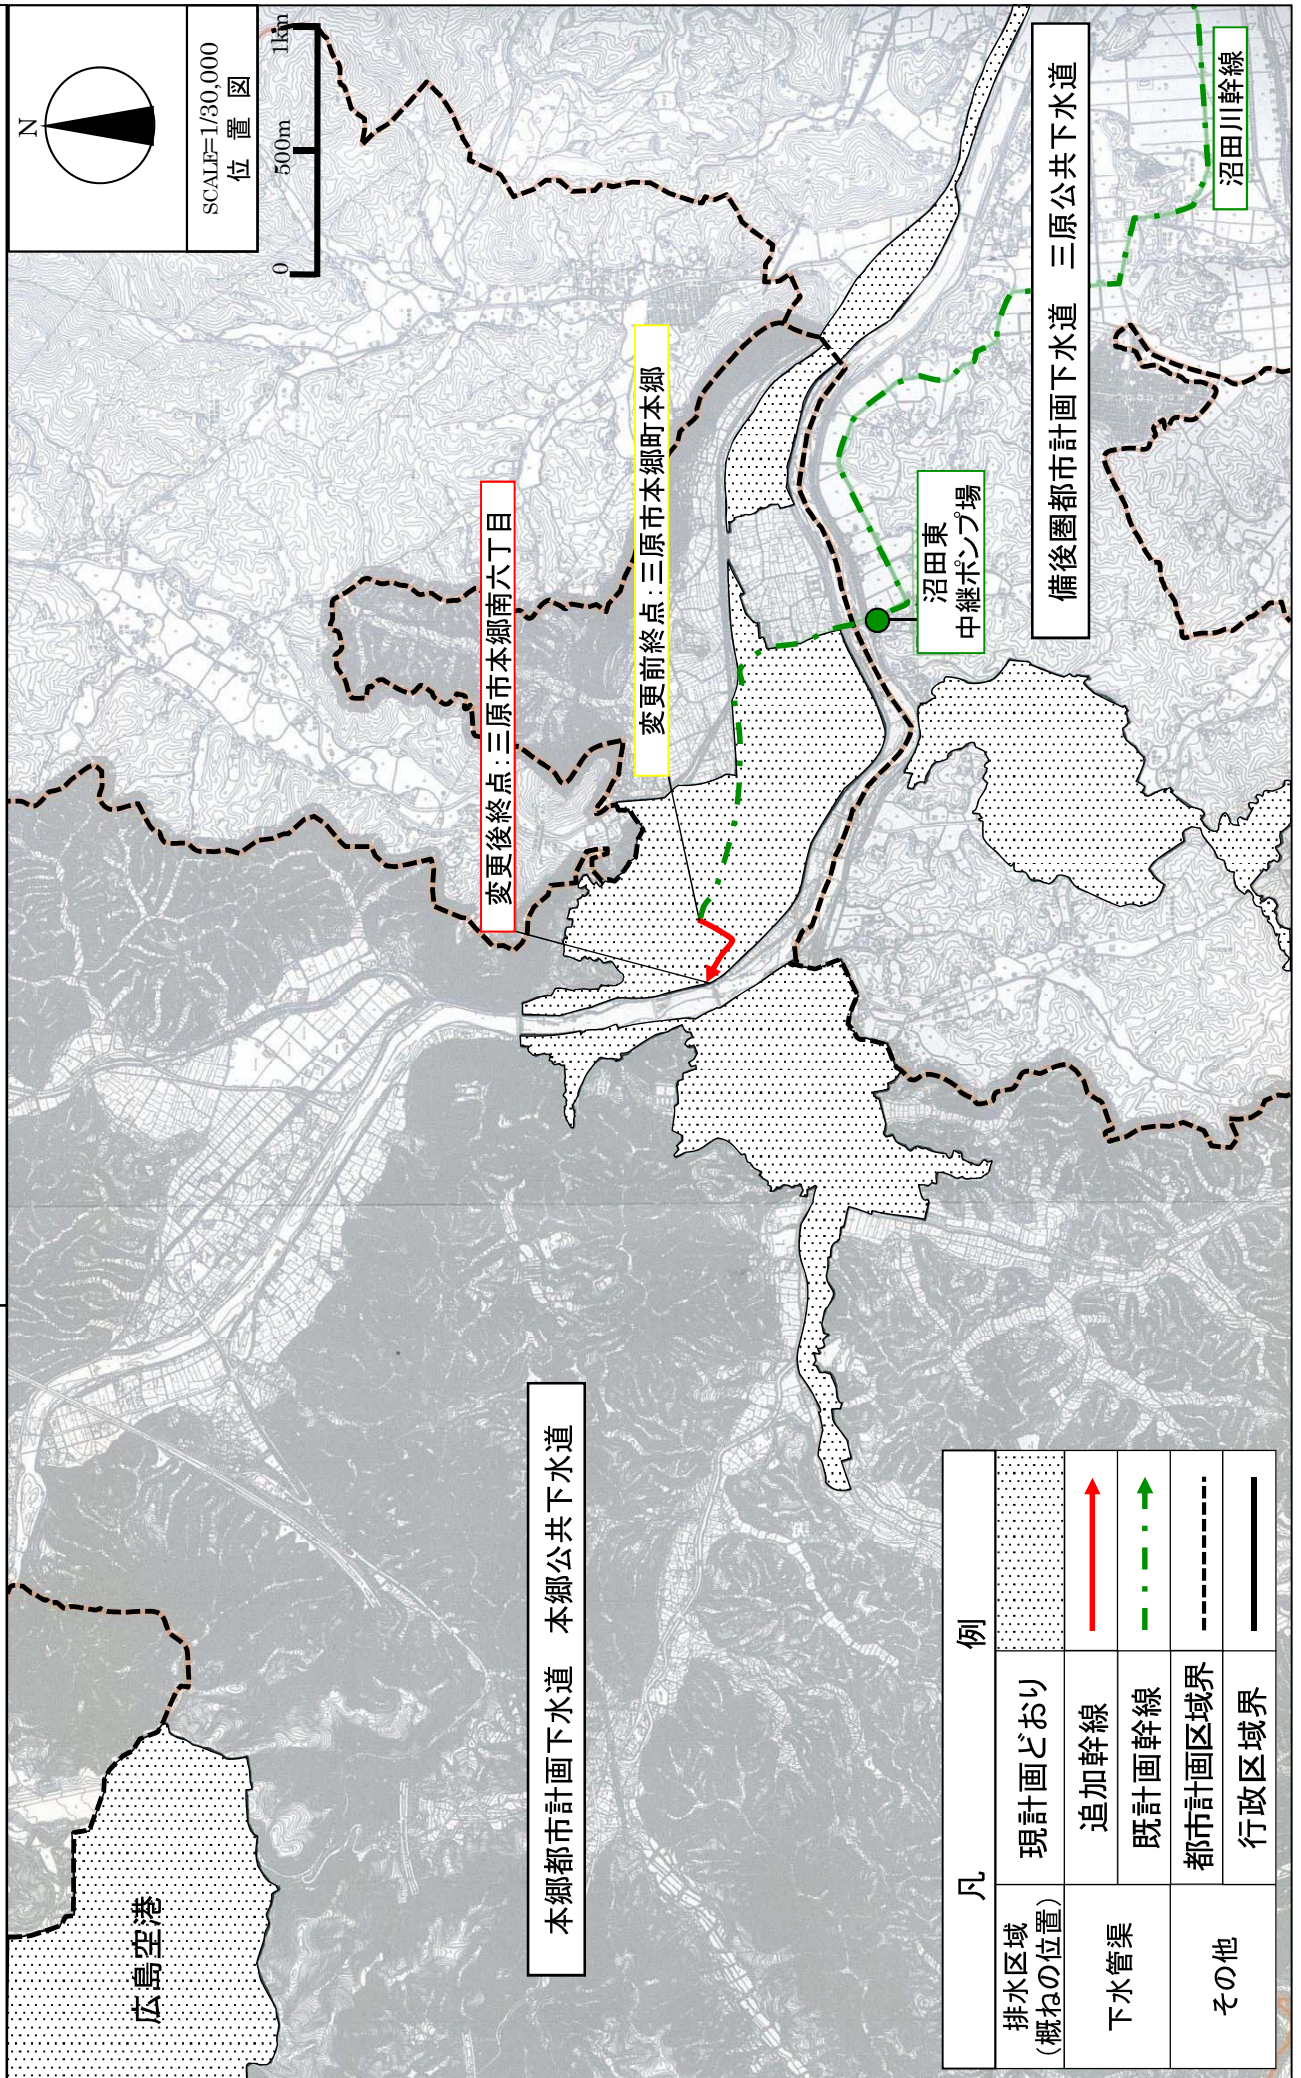 N
SCALE=1/30,000
位置図
0
500m
1km
変更後終点:三原市本郷南六丁目
変更前終点:三原市本郷町本郷
沼田東
中継ポンプ場
備後圏都市計画下水道 三原公共下水道
沼田川幹線
広島空港
本郷都市計画下水道 本郷公共下水道
凡例
排水区域
(概ねの位置)
現計画どおり
下水管渠
追加幹線
既計画幹線
その他
都市計画区域界
行政区域界